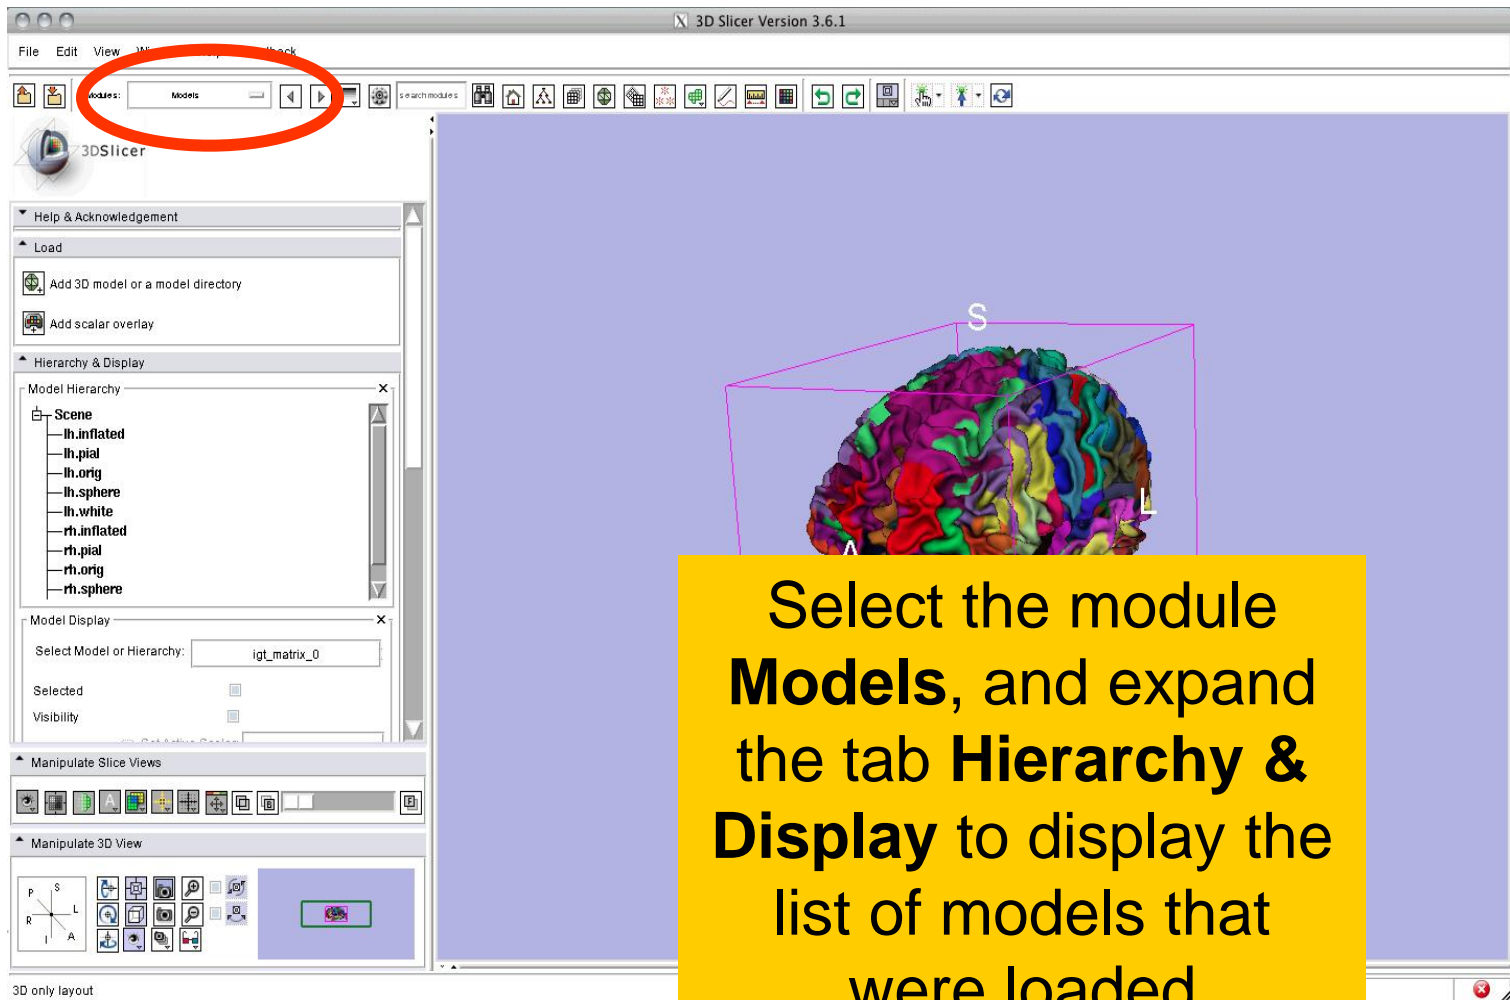 3D Slicer Version 3.6.1
File Edit View
Modules: Models search modules
3DSlicer
Help & Acknowledgement
Load
Add 3D model or a model directory
Add scalar overlay
Hierarchy & Display
Model Hierarchy
Scene
lh.inflated
lh.pial
lh.orig
lh.sphere
lh.white
rh.inflated
rh.pial
rh.orig
rh.sphere
Model Display
Select Model or Hierarchy: igt_matrix_0
Selected
Visibility
Manipulate Slice Views
Manipulate 3D View
P S
R L
I A
3D only layout
S
L
A
Select the module
Models, and expand
the tab Hierarchy &
Display to display the
list of models that
were loaded